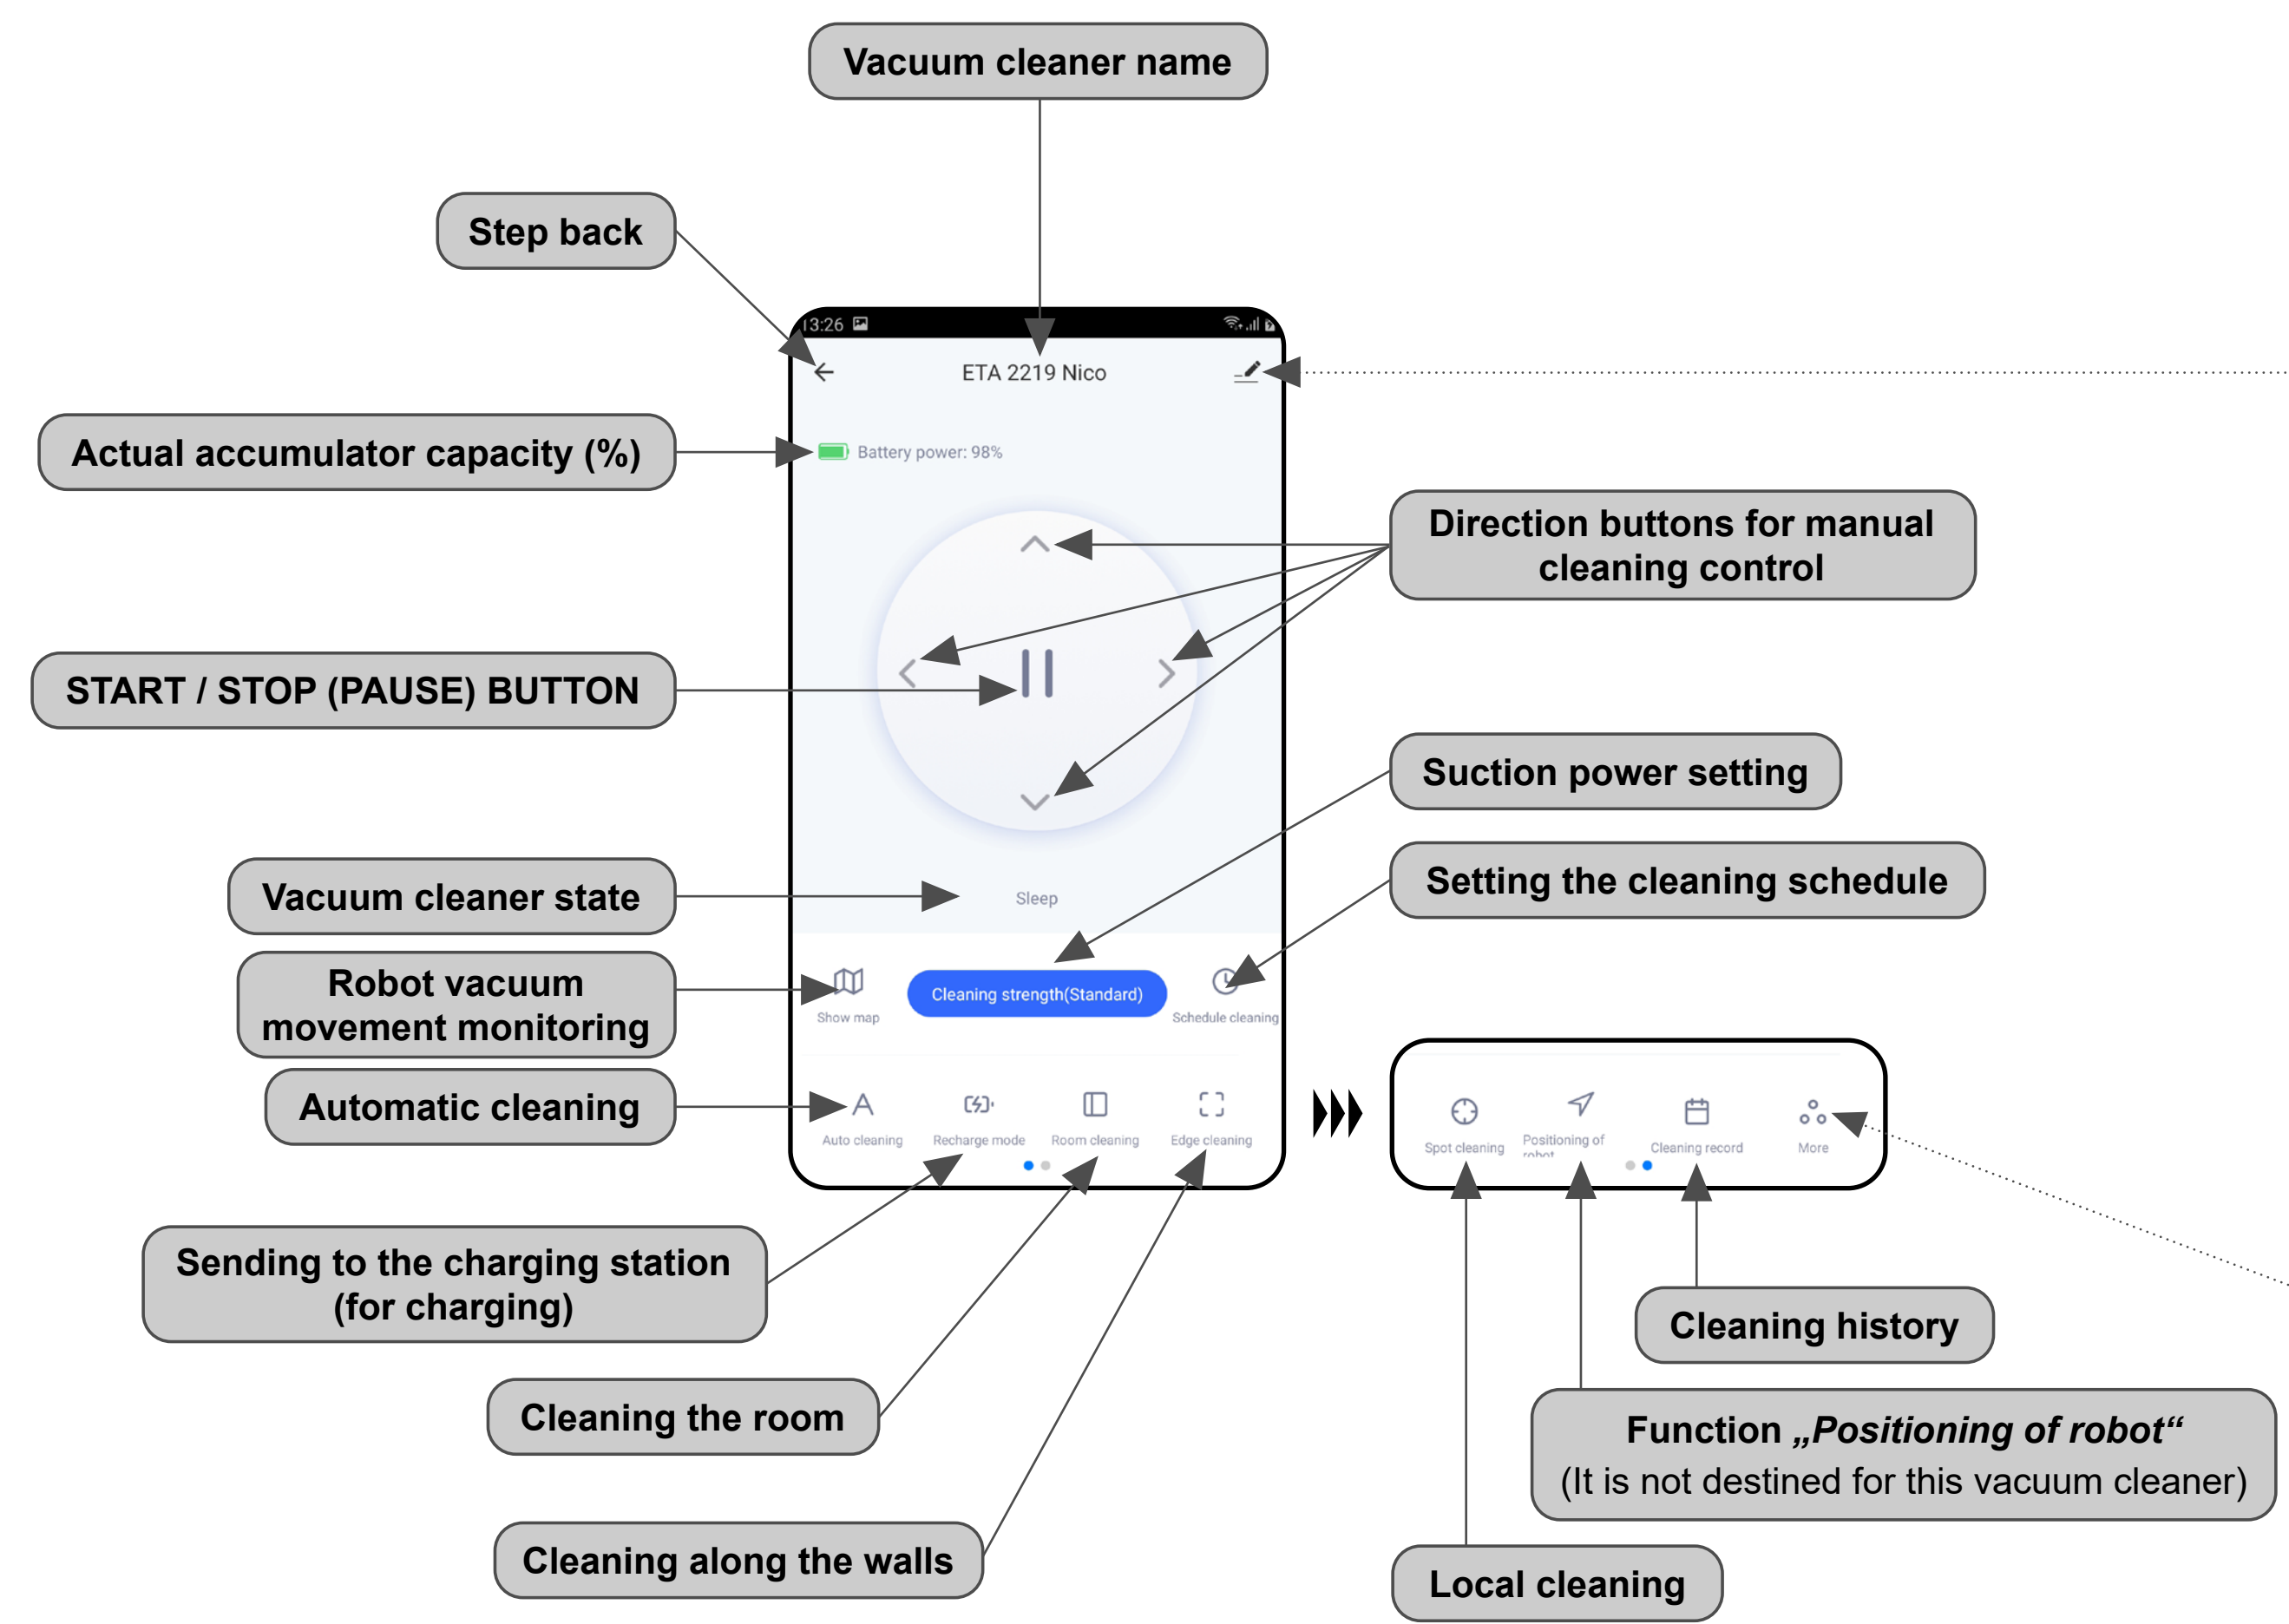 Vacuum cleaner name
Step back
13:26
ETA 2219 Nico
Actual accumulator capacity (%)
Battery power: 98%
Direction buttons for manual
cleaning control
START / STOP (PAUSE) BUTTON
Suction power setting
Setting the cleaning schedule
Vacuum cleaner state
Sleep
Robot vacuum
movement monitoring
Show map
Cleaning strength(Standard)
Schedule cleaning
Automatic cleaning
Auto cleaning
Recharge mode
Room cleaning
Edge cleaning
Spot cleaning
Positioning of
robot
Cleaning record
More
Sending to the charging station
(for charging)
Cleaning history
Cleaning the room
Function „Positioning of robot“
(It is not destined for this vacuum cleaner)
Cleaning along the walls
Local cleaning